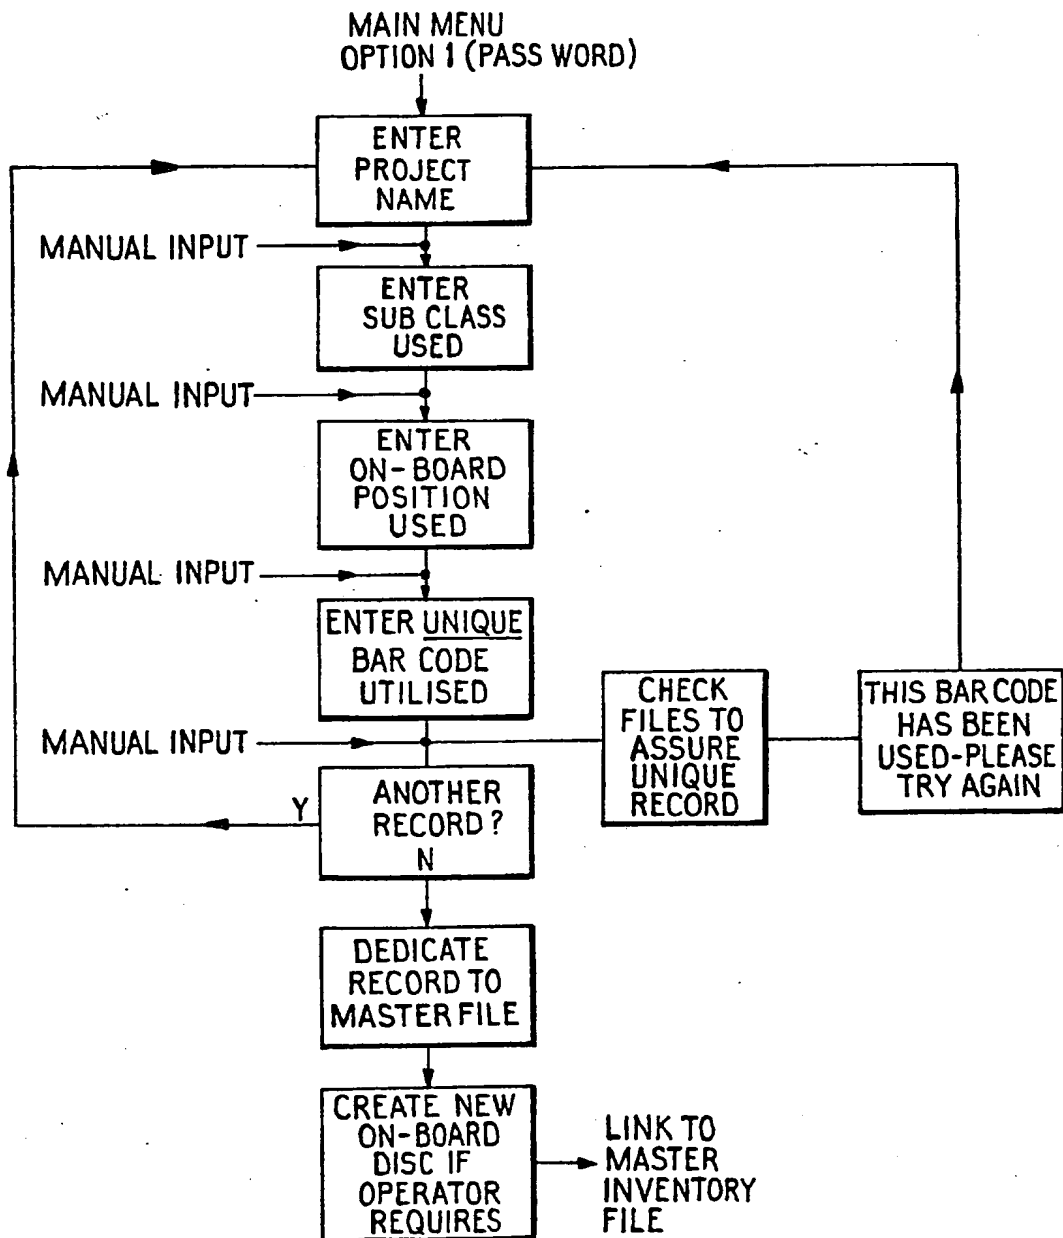 MAIN MENU
OPTION 1 (PASS WORD)
ENTER
PROJECT
NAME
MANUAL INPUT
ENTER
SUB CLASS
USED
MANUAL INPUT
ENTER
ON-BOARD
POSITION
USED
MANUAL INPUT
ENTER UNIQUE
BAR CODE
UTILISED
MANUAL INPUT
CHECK
FILES TO
ASSURE
UNIQUE
RECORD
THIS BAR CODE
HAS BEEN
USED-PLEASE
TRY AGAIN
Y
ANOTHER
RECORD?
N
DEDICATE
RECORD TO
MASTER FILE
CREATE NEW
ON-BOARD
DISC IF
OPERATOR
REQUIRES
LINK TO
MASTER
INVENTORY
FILE